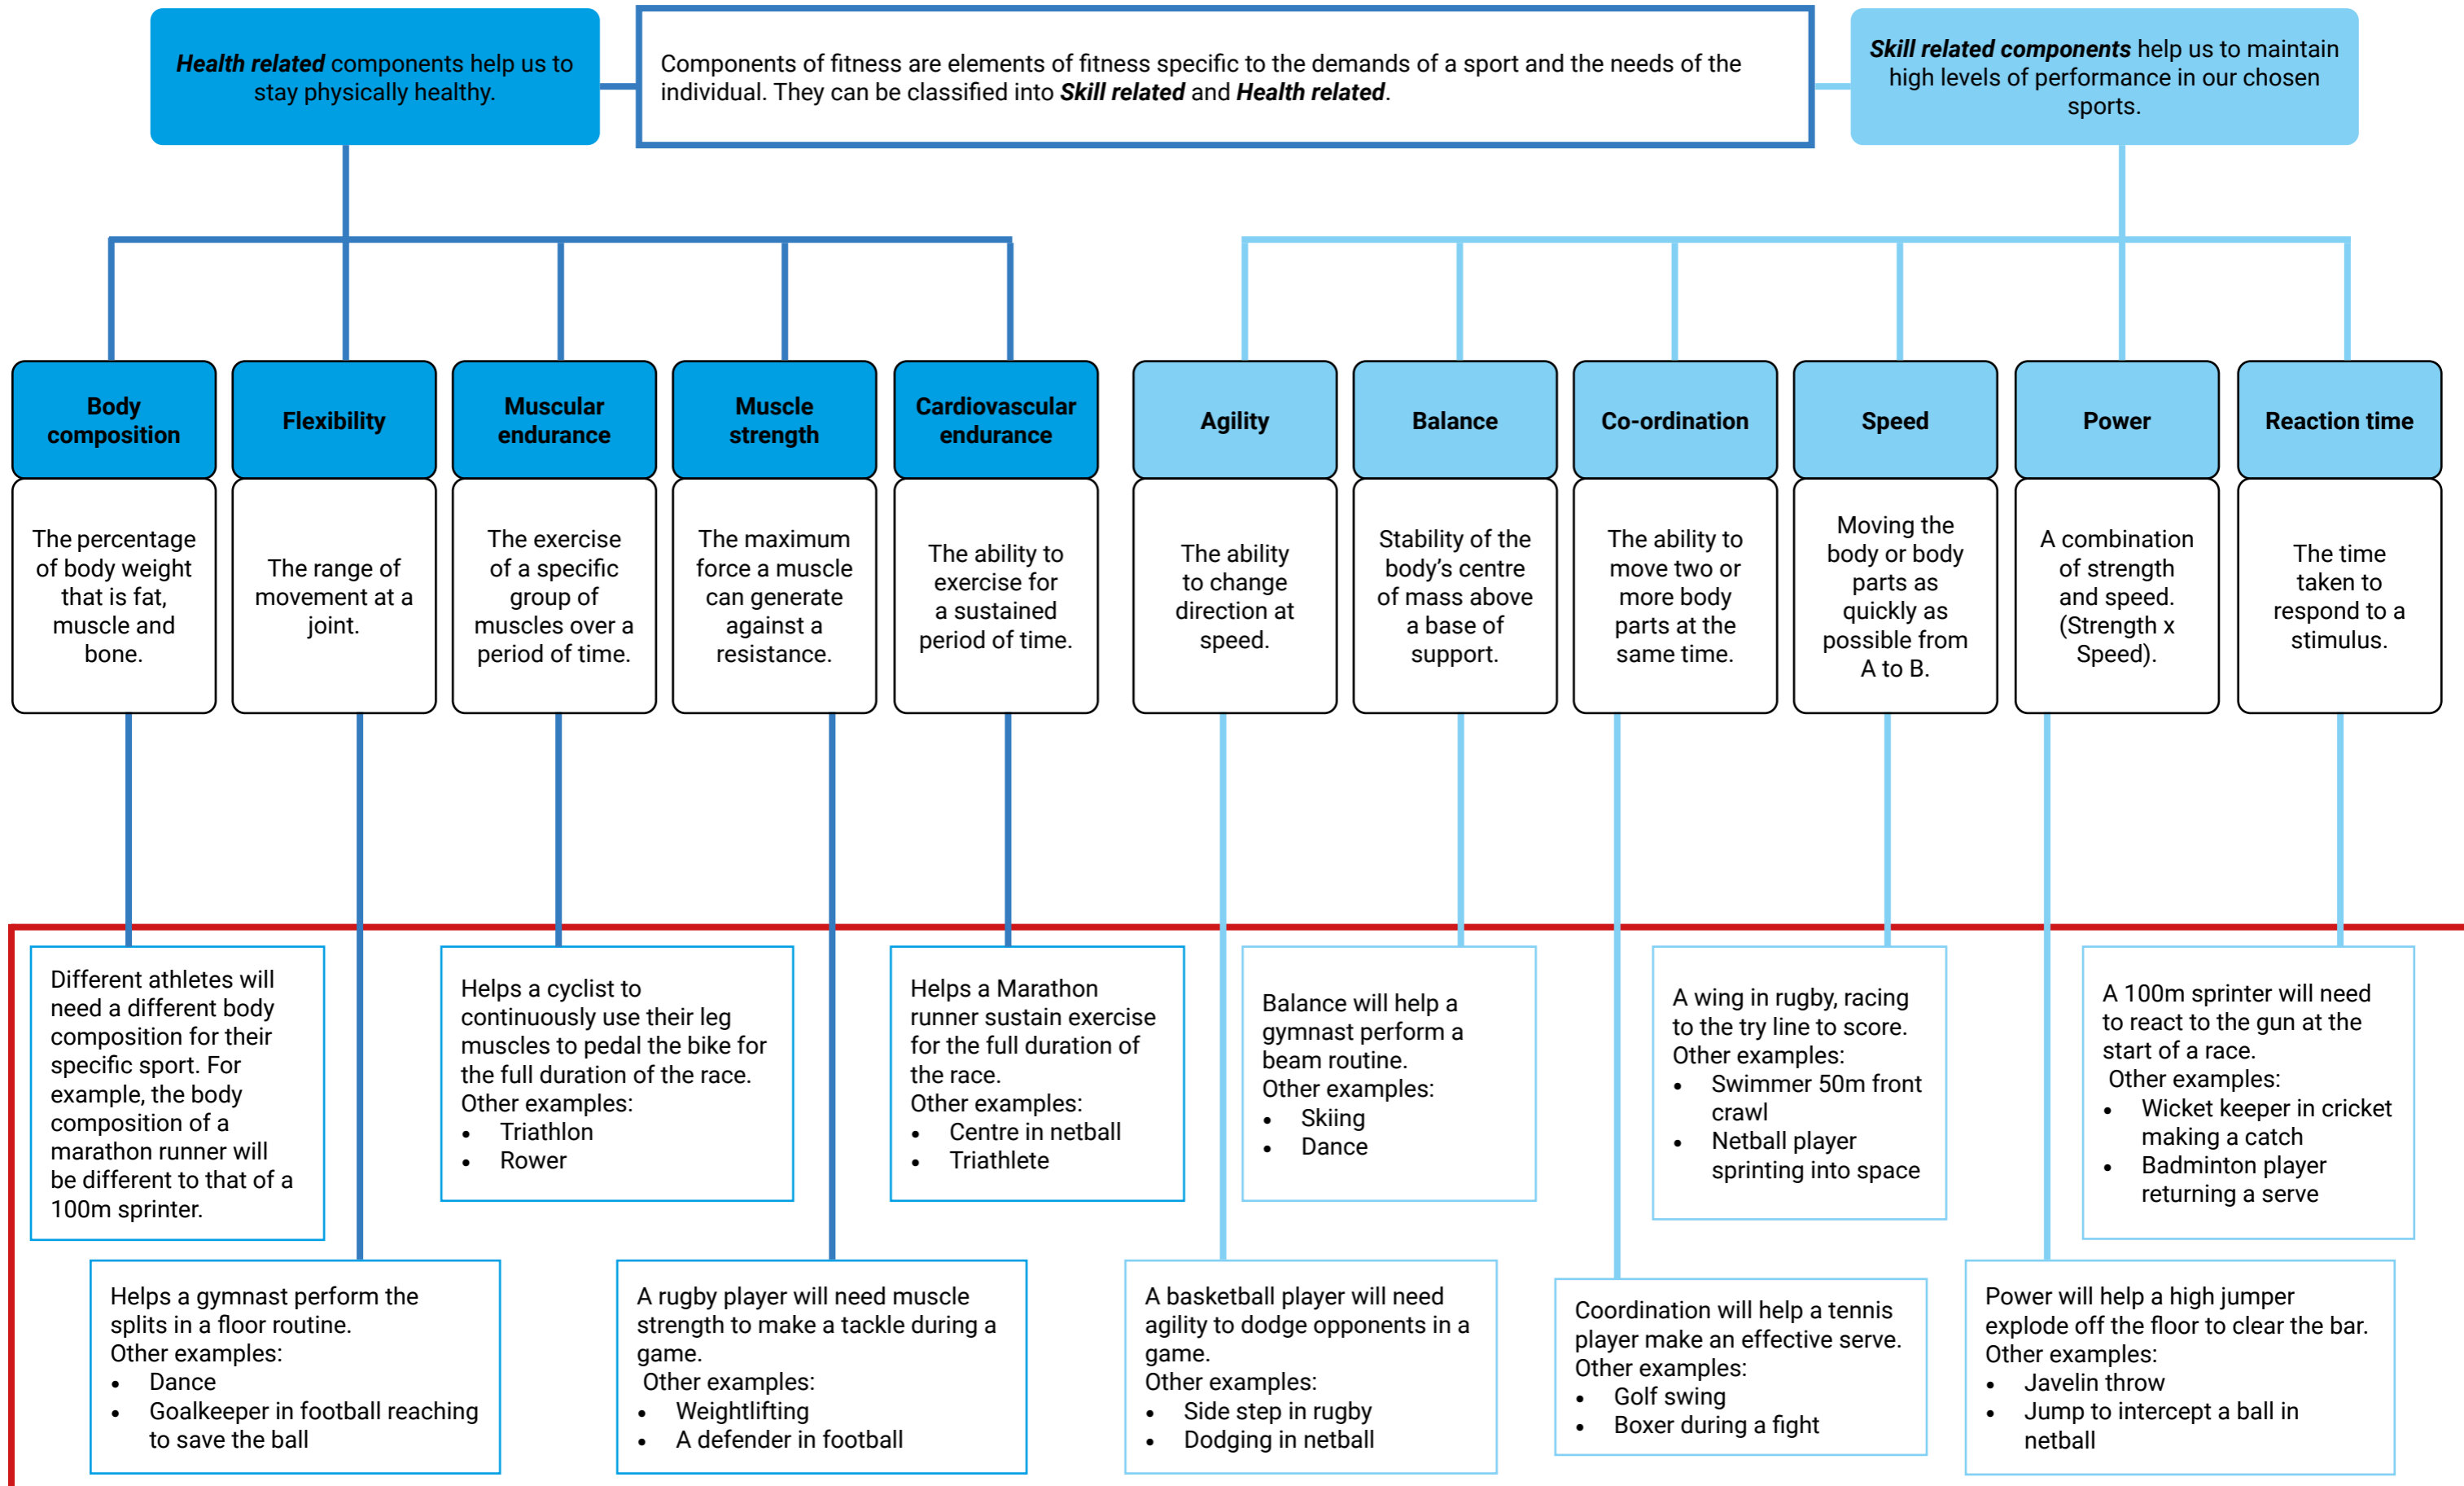 Health related components help us to
stay physically healthy.
Components of fitness are elements of fitness specific to the demands of a sport and the needs of the
individual. They can be classified into Skill related and Health related.
Skill related components help us to maintain
high levels of performance in our chosen
sports.
Body
composition
Flexibility
Muscular
endurance
Muscle
strength
Cardiovascular
endurance
Agility
Balance
Co-ordination
Speed
Power
Reaction time
The percentage
of body weight
that is fat,
muscle and
bone.
The range of
movement at a
joint.
The exercise
of a specific
group of
muscles over a
period of time.
The maximum
force a muscle
can generate
against a
resistance.
The ability to
exercise for
a sustained
period of time.
The ability
to change
direction at
speed.
Stability of the
body’s centre
of mass above
a base of
support.
The ability to
move two or
more body
parts at the
same time.
Moving the
body or body
parts as
quickly as
possible from
A to B.
A combination
of strength
and speed.
(Strength x
Speed).
The time
taken to
respond to a
stimulus.
Different athletes will
need a different body
composition for their
specific sport. For
example, the body
composition of a
marathon runner will
be different to that of a
100m sprinter.
Helps a cyclist to
continuously use their leg
muscles to pedal the bike for
the full duration of the race.
Other examples:
• Triathlon
• Rower
Helps a Marathon
runner sustain exercise
for the full duration of
the race.
Other examples:
• Centre in netball
• Triathlete
Balance will help a
gymnast perform a
beam routine.
Other examples:
• Skiing
• Dance
A wing in rugby, racing
to the try line to score.
Other examples:
• Swimmer 50m front
crawl
• Netball player
sprinting into space
A 100m sprinter will need
to react to the gun at the
start of a race.
Other examples:
• Wicket keeper in cricket
making a catch
• Badminton player
returning a serve
Helps a gymnast perform the
splits in a floor routine.
Other examples:
• Dance
• Goalkeeper in football reaching
to save the ball
A rugby player will need muscle
strength to make a tackle during a
game.
Other examples:
• Weightlifting
• A defender in football
A basketball player will need
agility to dodge opponents in a
game.
Other examples:
• Side step in rugby
• Dodging in netball
Coordination will help a tennis
player make an effective serve.
Other examples:
• Golf swing
• Boxer during a fight
Power will help a high jumper
explode off the floor to clear the bar.
Other examples:
• Javelin throw
• Jump to intercept a ball in
netball